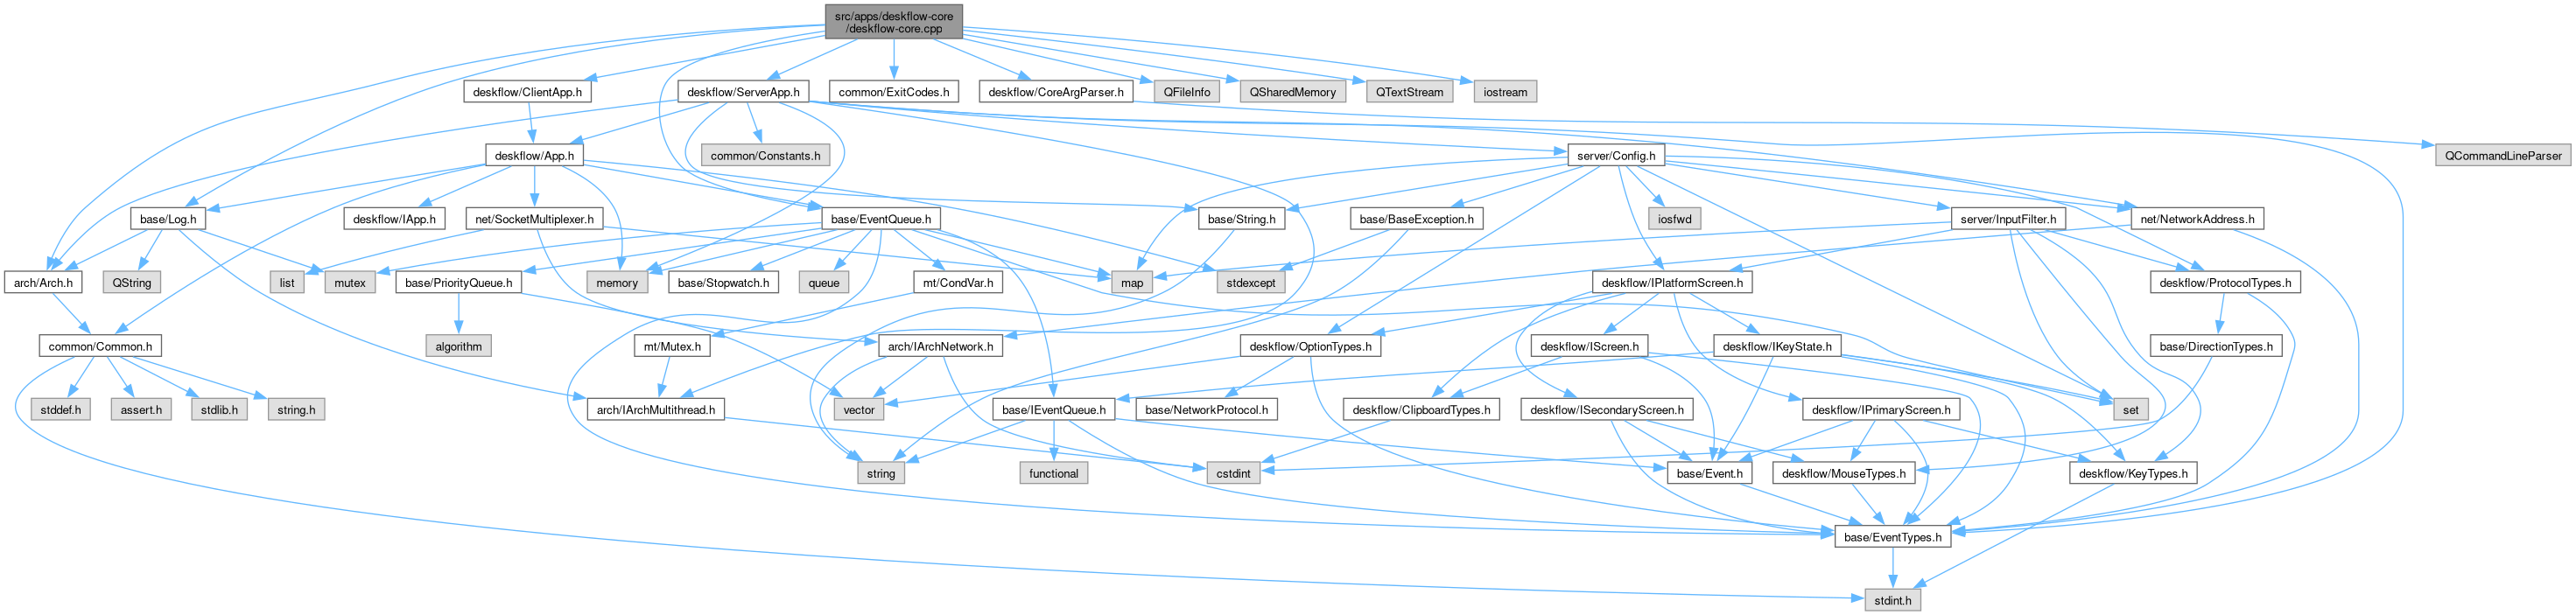 src/apps/deskflow-core
/deskflow-core.cpp
deskflow/ClientApp.h
deskflow/ServerApp.h
common/ExitCodes.h
deskflow/CoreArgParser.h
QFileInfo
QSharedMemory
QTextStream
iostream
deskflow/App.h
common/Constants.h
server/Config.h
QCommandLineParser
base/Log.h
deskflow/IApp.h
net/SocketMultiplexer.h
base/EventQueue.h
base/String.h
base/BaseException.h
iosfwd
server/InputFilter.h
net/NetworkAddress.h
arch/Arch.h
QString
list
mutex
base/PriorityQueue.h
memory
base/Stopwatch.h
queue
mt/CondVar.h
map
stdexcept
deskflow/IPlatformScreen.h
deskflow/ProtocolTypes.h
common/Common.h
algorithm
mt/Mutex.h
arch/IArchNetwork.h
deskflow/OptionTypes.h
deskflow/IScreen.h
deskflow/IKeyState.h
base/DirectionTypes.h
stddef.h
assert.h
stdlib.h
string.h
arch/IArchMultithread.h
vector
base/IEventQueue.h
base/NetworkProtocol.h
deskflow/ClipboardTypes.h
deskflow/ISecondaryScreen.h
deskflow/IPrimaryScreen.h
set
string
functional
cstdint
base/Event.h
deskflow/MouseTypes.h
deskflow/KeyTypes.h
base/EventTypes.h
stdint.h